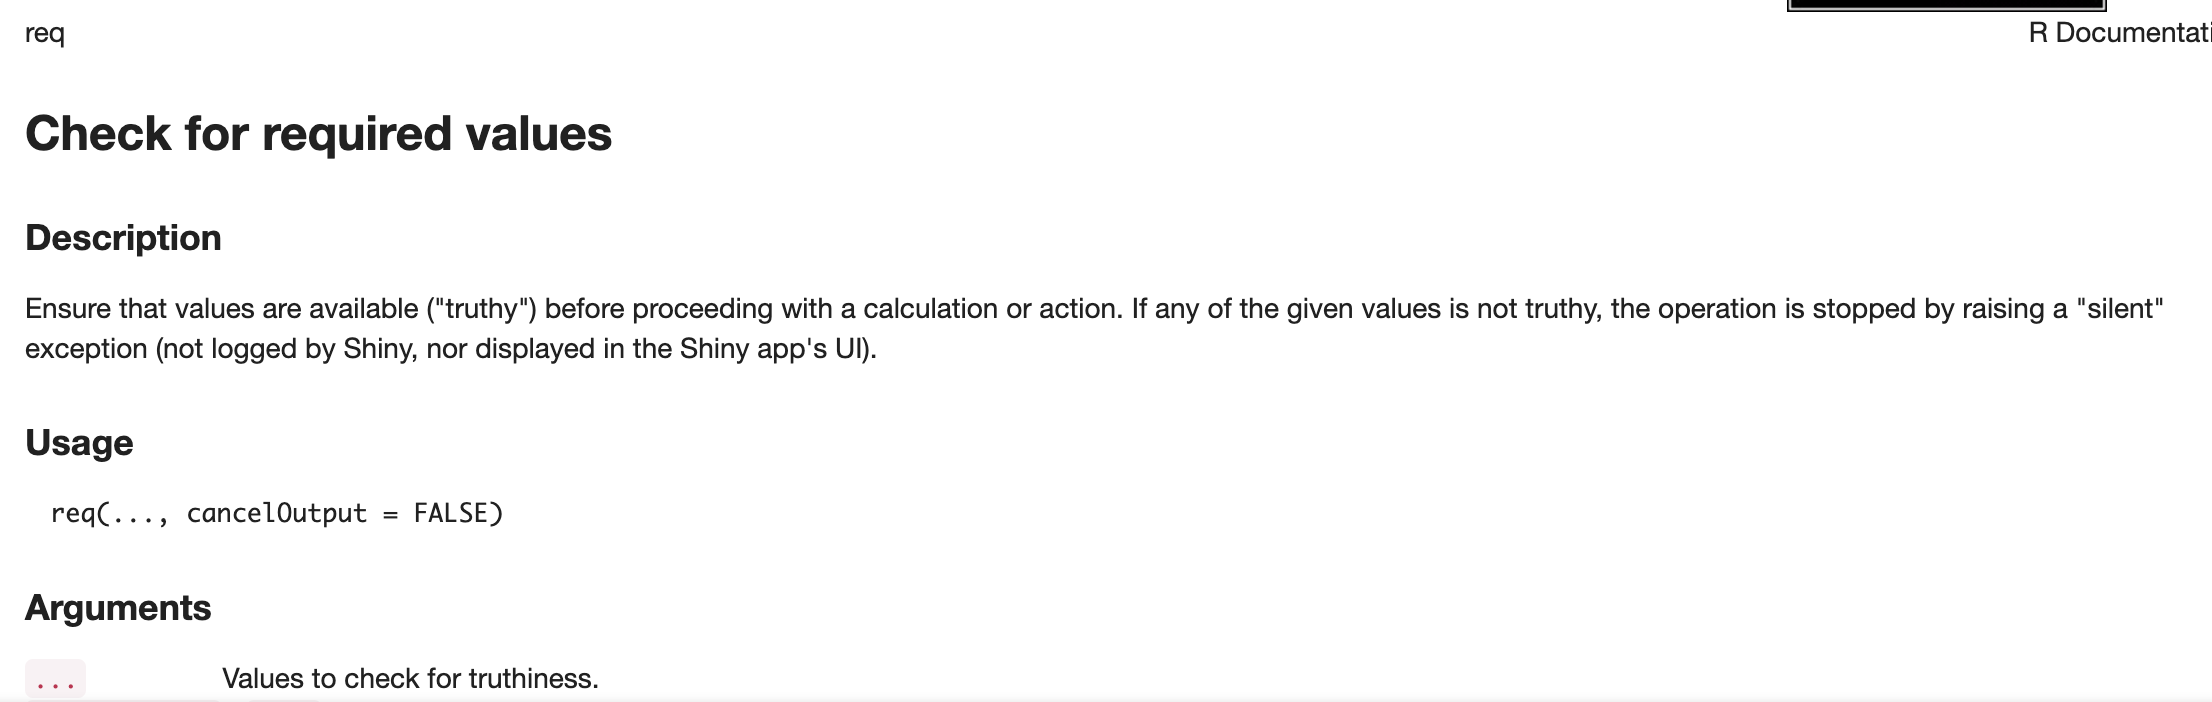 req
R Documentati
Check for required values
Description
Ensure that values are available ("truthy") before proceeding with a calculation or action. If any of the given values is not truthy, the operation is stopped by raising a "silent"
exception (not logged by Shiny, nor displayed in the Shiny app's UI).
Usage
req(..., cancelOutput = FALSE)
Arguments
... Values to check for truthiness.